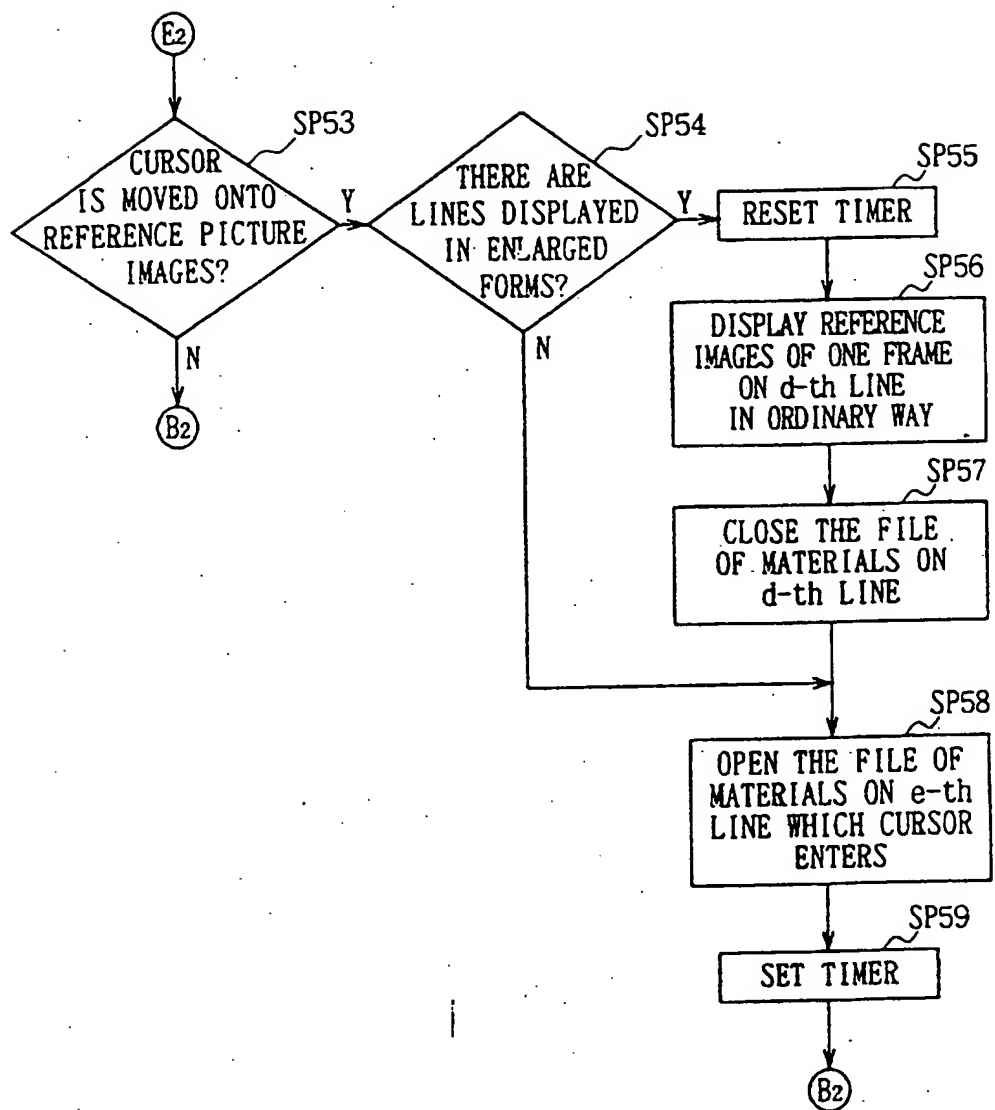 E2
SP53
CURSOR
IS MOVED ONTO
REFERENCE PICTURE
IMAGES?
Y
N
B2
SP54
THERE ARE
LINES DISPLAYED
IN ENLARGED
FORMS?
Y
N
SP55
RESET TIMER
SP56
DISPLAY REFERENCE
IMAGES OF ONE FRAME
ON d-th LINE
IN ORDINARY WAY
SP57
CLOSE THE FILE
OF MATERIALS ON
d-th LINE
SP58
OPEN THE FILE OF
MATERIALS ON e-th
LINE WHICH CURSOR
ENTERS
SP59
SET TIMER
B2